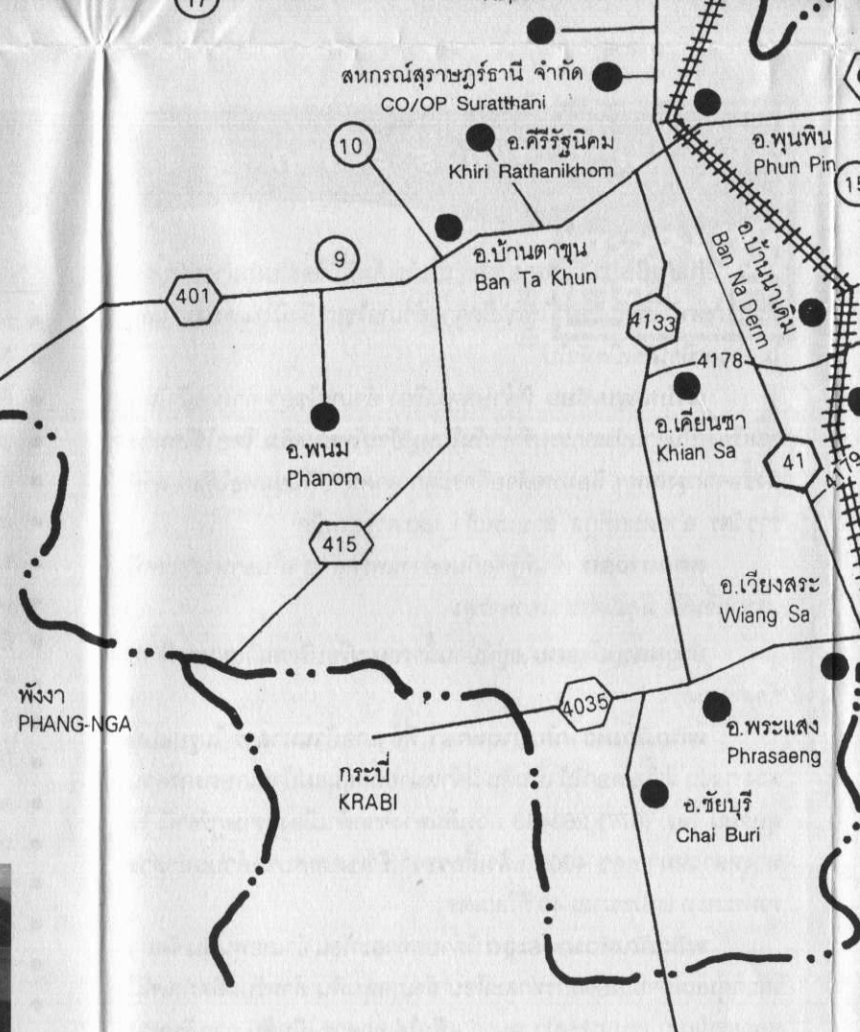 17
สหกรณ์สุราษฎร์ธานี จำกัด
CO/OP Suratthani
10
อ.คีรีรัฐนิคม
Khiri Rathanikhom
อ.พุนพิน
Phun Pin
15
9
อ.บ้านตาขุน
Ban Ta Khun
อ.บ้านนาเดิม
Ban Na Derm
401
4133
4178
อ.เคียนซา
Khian Sa
อ.พนม
Phanom
41
415
อ.เวียงสระ
Wiang Sa
พังงา
PHANG-NGA
4035
อ.พระแสง
Phrasaeng
กระบี่
KRABI
อ.ชัยบุรี
Chai Buri